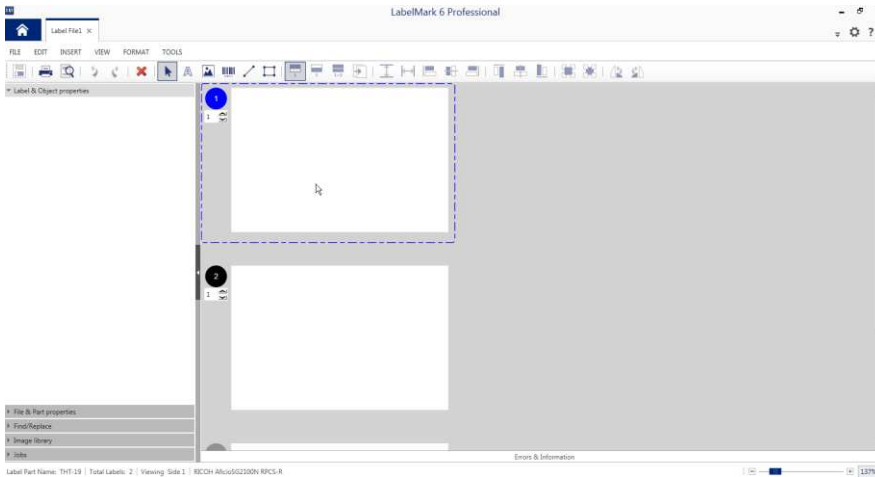 LabelMark 6 Professional
Label File1 ×
FILE EDIT INSERT VIEW FORMAT TOOLS
Label & Object properties
1
1
2
1
File & Part properties
Find/Replace
Image library
Jobs
Errors & Information
Label Part Name: THT-19 | Total Labels: 2 | Viewing Side 1 | RICOH AficioSG2100N RPCS-R
137%